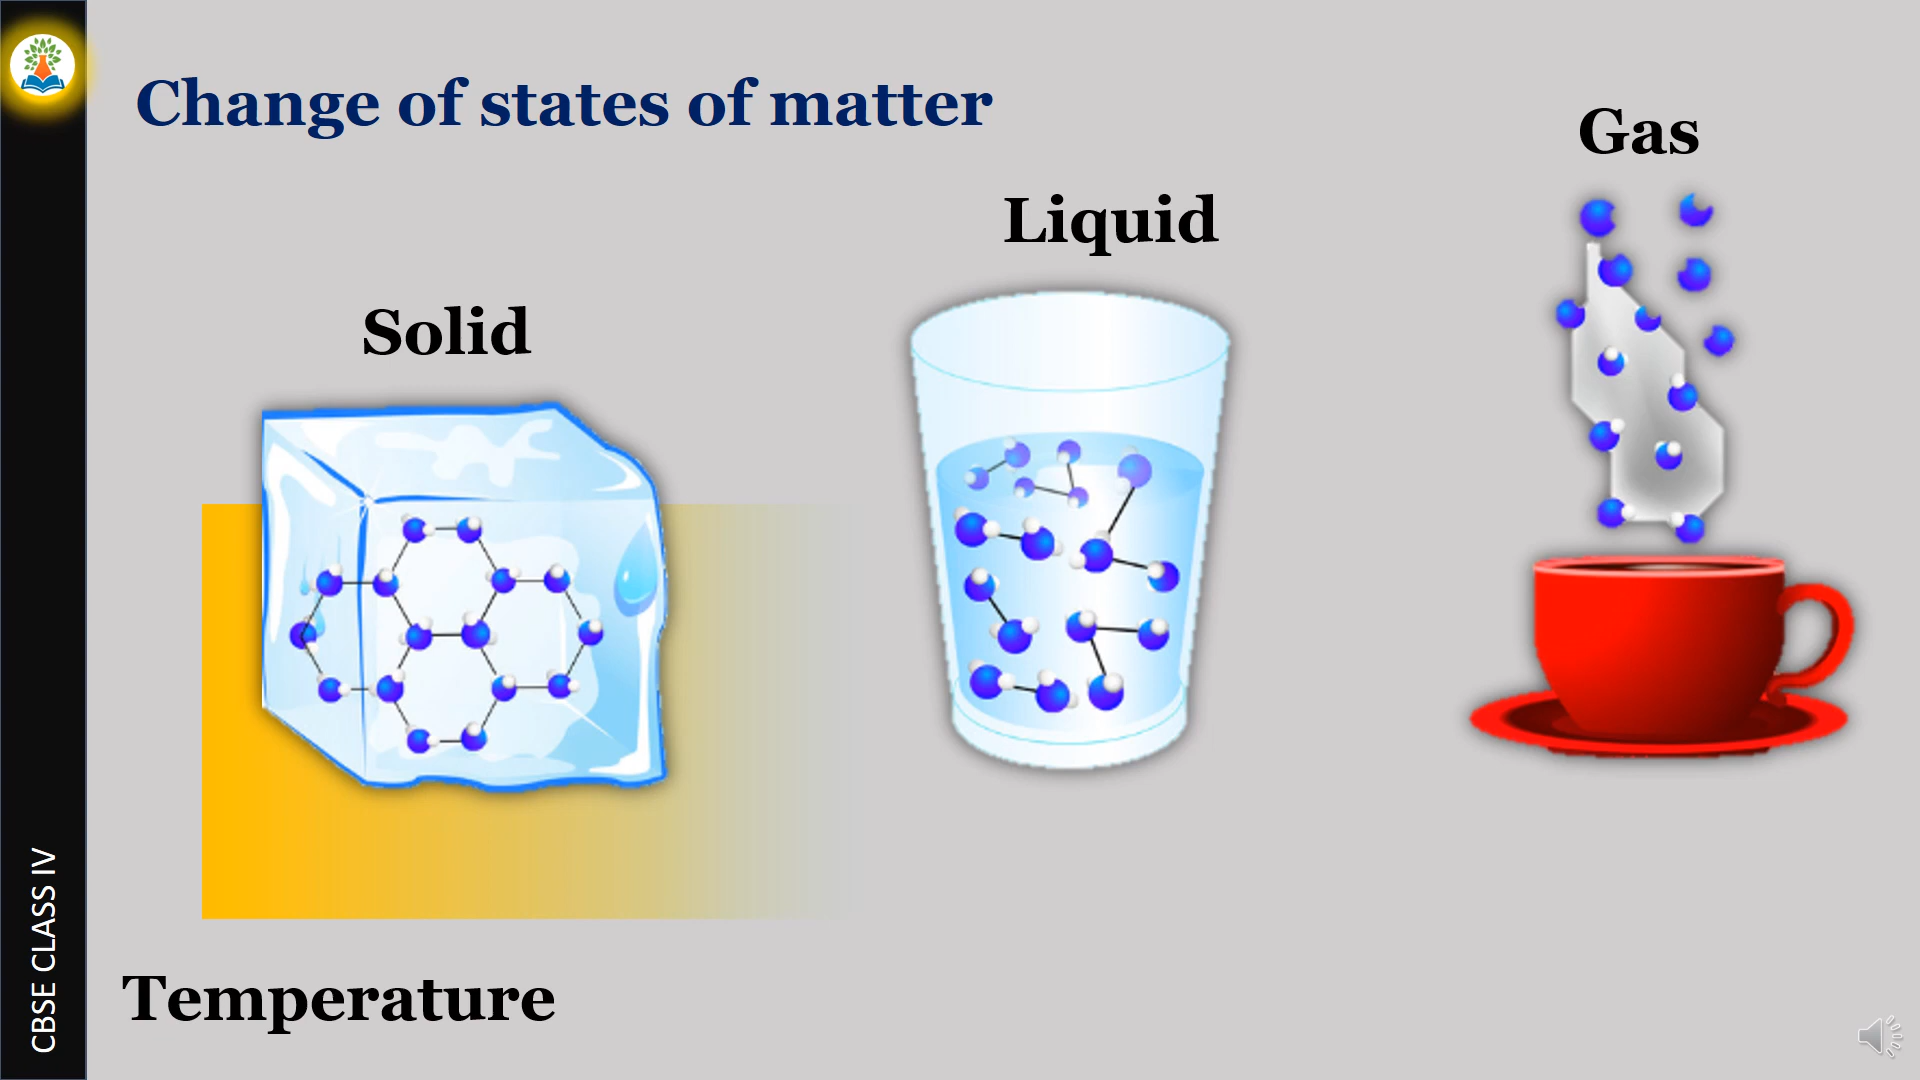 Change of states of matter
Gas
Liquid
Solid
Temperature
CBSE CLASS IV